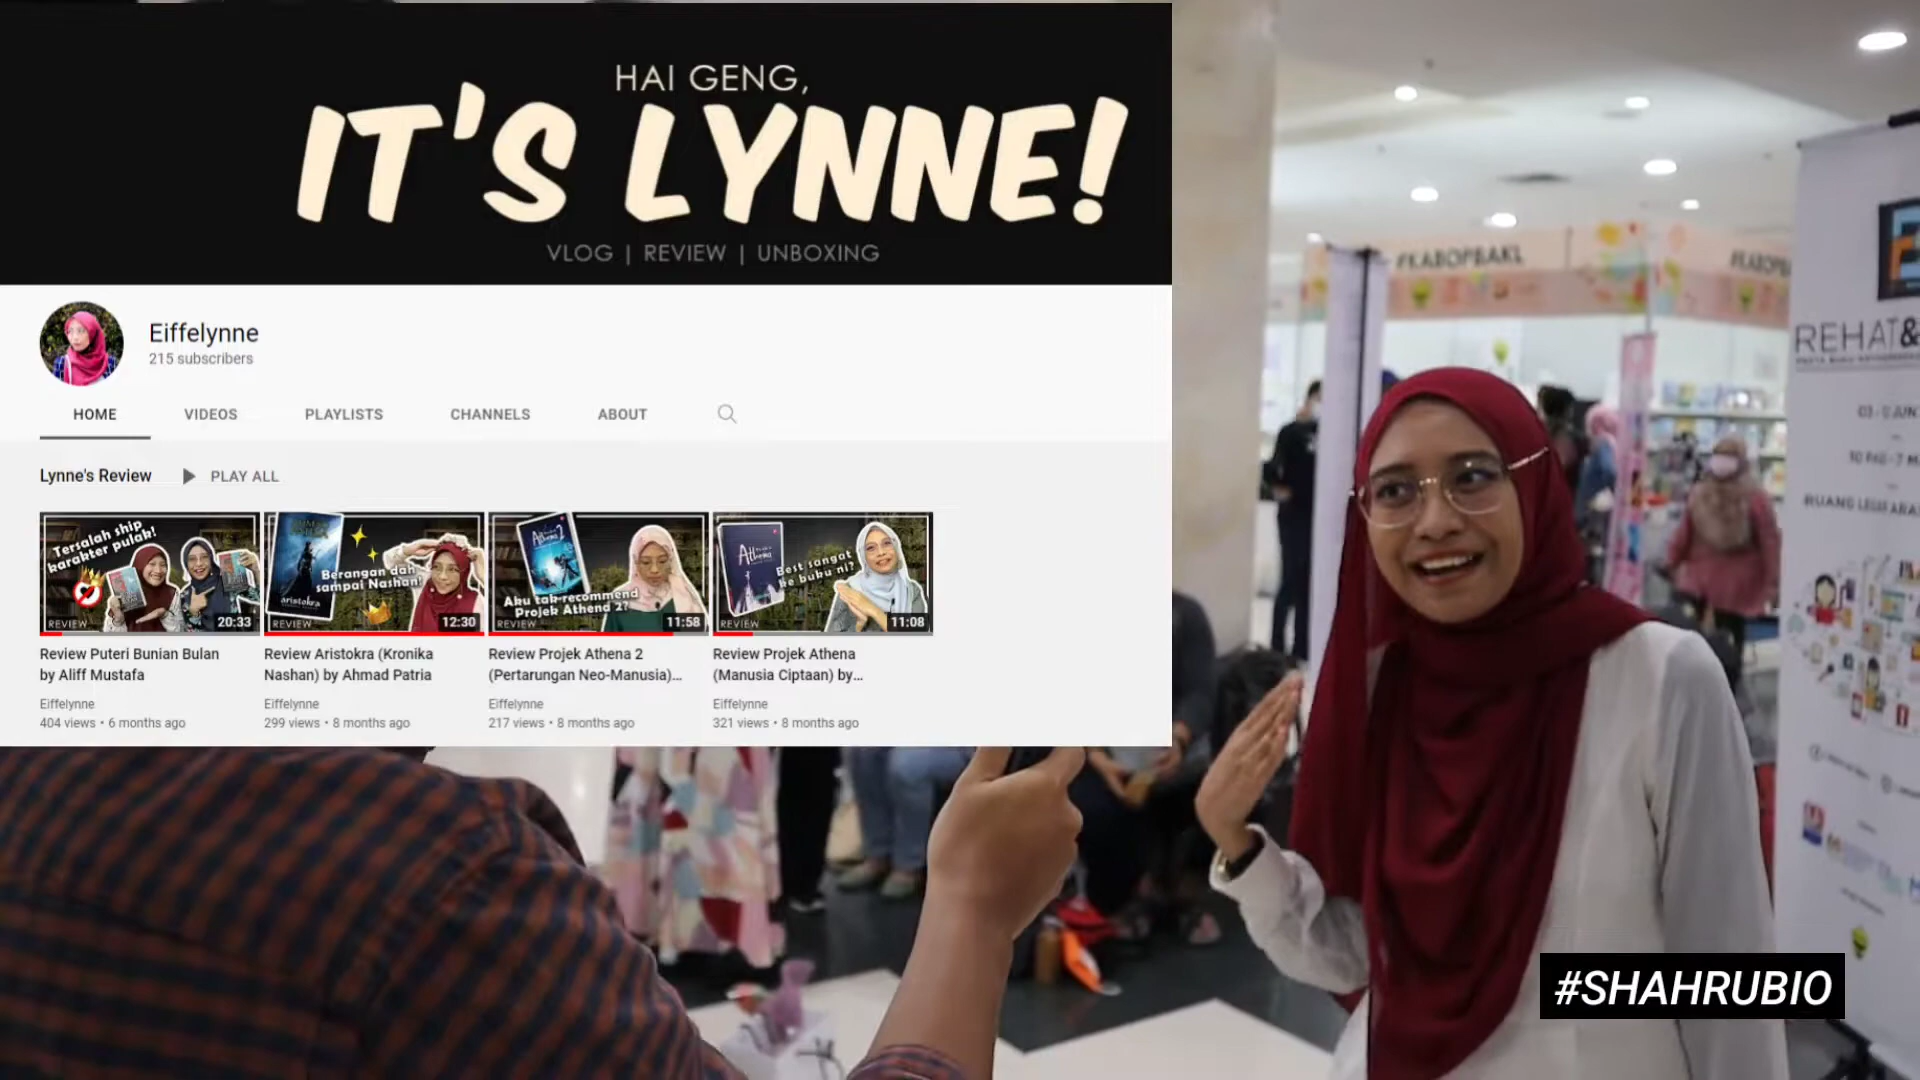 HAI GENG,
IT'S LYNNE!
VLOG | REVIEW | UNBOXING
Eiffelynne
215 subscribers
HOME VIDEOS PLAYLISTS CHANNELS ABOUT
Lynne's Review PLAY ALL
Tersalah ship
karakter pulak!
REVIEW
20:33
Berangan dah
sampai Nashan!
aristokra
REVIEW
12:30
Athena 2
Aku tak recommend
Projek Athend 2?
REVIEW
11:58
Athena
Best sangat
ke buku ni?
REVIEW
11:08
Review Puteri Bunian Bulan
by Aliff Mustafa
Eiffelynne
404 views • 6 months ago
Review Aristokra (Kronika
Nashan) by Ahmad Patria
Eiffelynne
299 views • 8 months ago
Review Projek Athena 2
(Pertarungan Neo-Manusia)...
Eiffelynne
217 views • 8 months ago
Review Projek Athena
(Manusia Ciptaan) by...
Eiffelynne
321 views • 8 months ago
#KABOPBAKL
REHAT&
#SHAHRUBIO